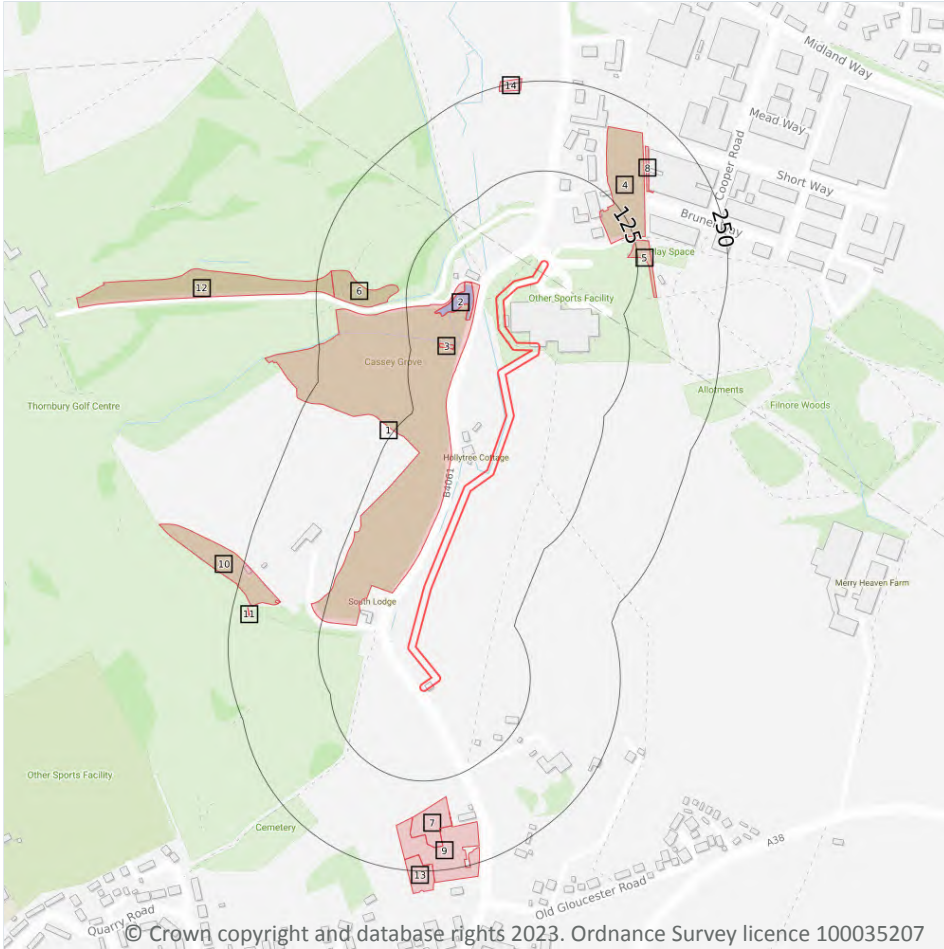 Midland Way
14
Mead Way
Cooper Road
8
Short Way
4
Brunel Way
125
250
5
lay Space
12
6
2
Other Sports Facility
3
Cassey Grove
Allotments
Thornbury Golf Centre
Filnore Woods
1
Hollytree Cottage
B4061
10
Merry Heaven Farm
South Lodge
11
Other Sports Facility
7
Cemetery
A38
9
13
Old Gloucester Road
Quarry Road
© Crown copyright and database rights 2023. Ordnance Survey licence 100035207